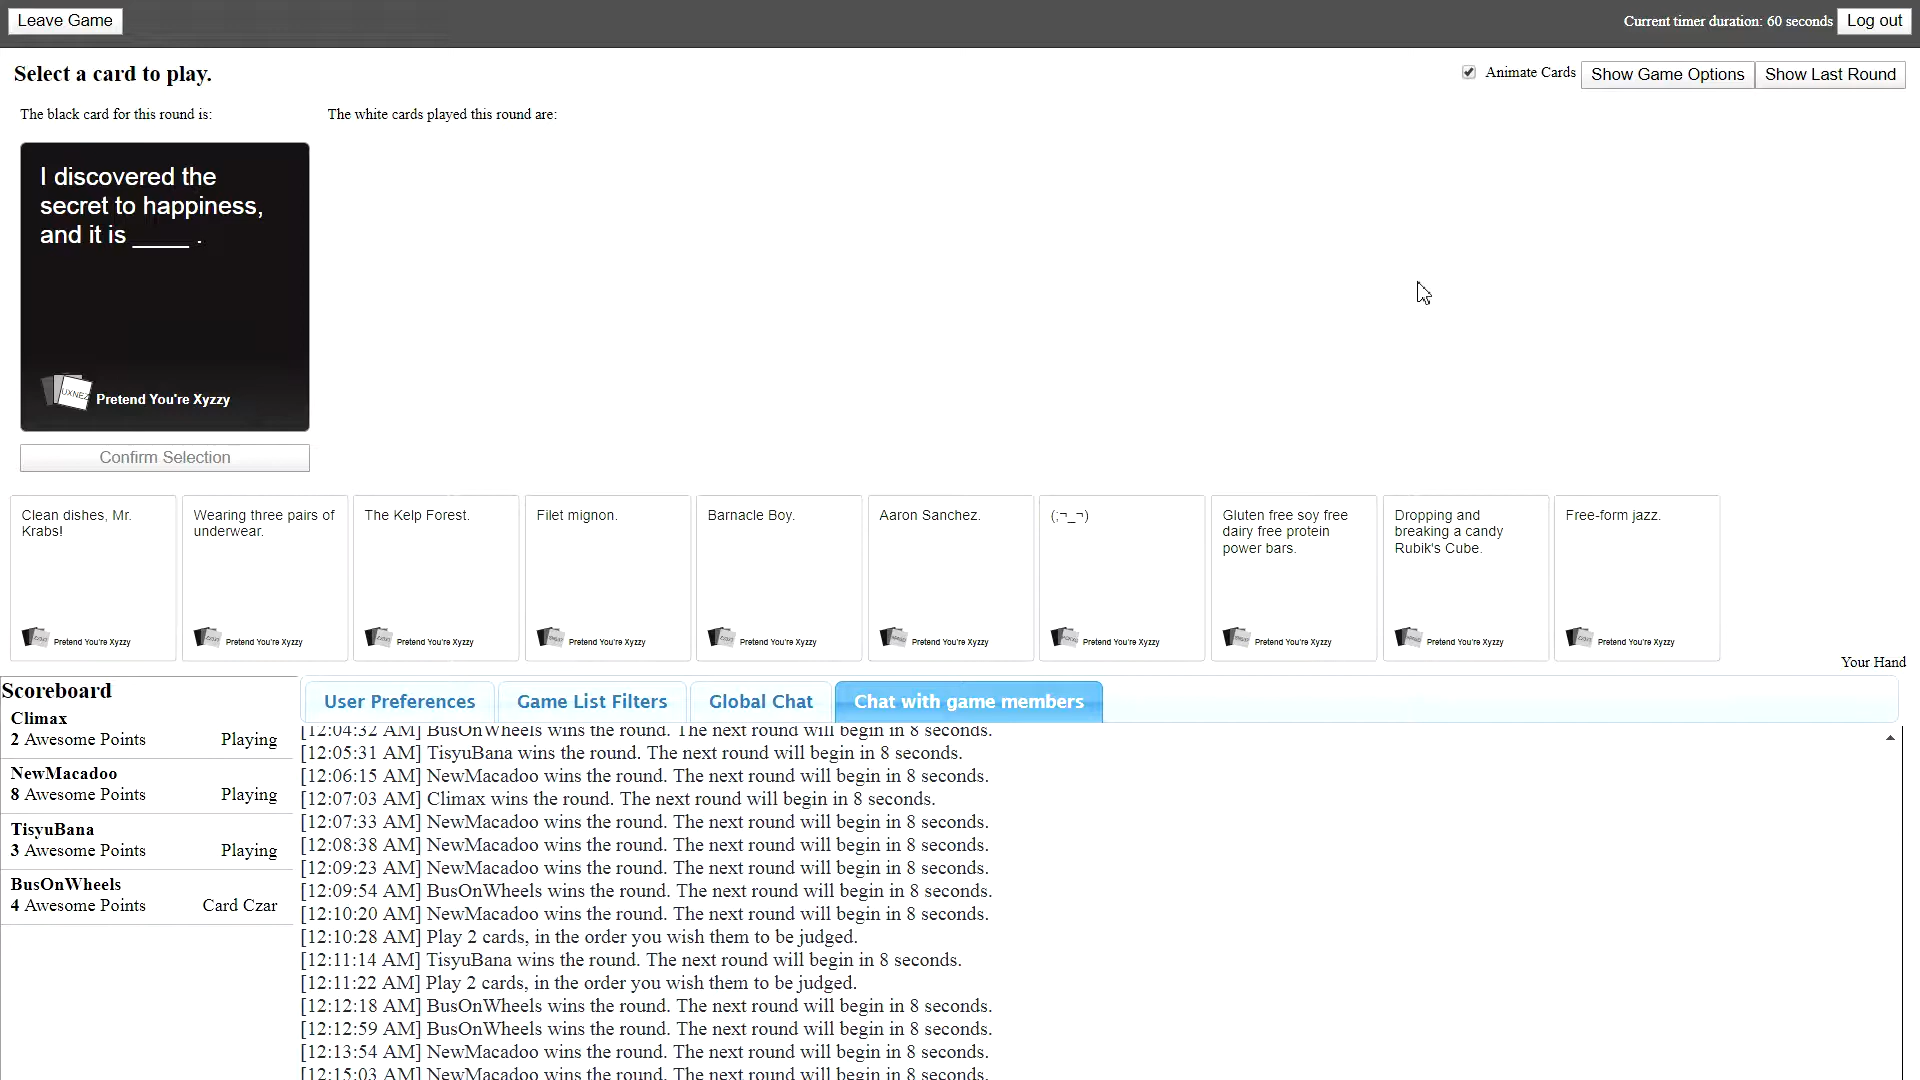 Leave Game
Current timer duration: 60 seconds
Log out
Select a card to play.
Animate Cards
Show Game Options
Show Last Round
The black card for this round is:
The white cards played this round are:
I discovered the
secret to happiness,
and it is ____ .
Pretend You're Xyzzy
Confirm Selection
Clean dishes, Mr.
Krabs!
Pretend You're Xyzzy
Wearing three pairs of
underwear.
Pretend You're Xyzzy
The Kelp Forest.
Pretend You're Xyzzy
Filet mignon.
Pretend You're Xyzzy
Barnacle Boy.
Pretend You're Xyzzy
Aaron Sanchez.
Pretend You're Xyzzy
(;¬_¬)
Pretend You're Xyzzy
Gluten free soy free
dairy free protein
power bars.
Pretend You're Xyzzy
Dropping and
breaking a candy
Rubik's Cube.
Pretend You're Xyzzy
Free-form jazz.
Pretend You're Xyzzy
Your Hand
Scoreboard
Climax
2 Awesome Points Playing
NewMacadoo
8 Awesome Points Playing
TisyuBana
3 Awesome Points Playing
BusOnWheels
4 Awesome Points Card Czar
User Preferences
Game List Filters
Global Chat
Chat with game members
[12:04:32 AM] BusOnWheels wins the round. The next round will begin in 8 seconds.
[12:05:31 AM] TisyuBana wins the round. The next round will begin in 8 seconds.
[12:06:15 AM] NewMacadoo wins the round. The next round will begin in 8 seconds.
[12:07:03 AM] Climax wins the round. The next round will begin in 8 seconds.
[12:07:33 AM] NewMacadoo wins the round. The next round will begin in 8 seconds.
[12:08:38 AM] NewMacadoo wins the round. The next round will begin in 8 seconds.
[12:09:23 AM] NewMacadoo wins the round. The next round will begin in 8 seconds.
[12:09:54 AM] BusOnWheels wins the round. The next round will begin in 8 seconds.
[12:10:20 AM] NewMacadoo wins the round. The next round will begin in 8 seconds.
[12:10:28 AM] Play 2 cards, in the order you wish them to be judged.
[12:11:14 AM] TisyuBana wins the round. The next round will begin in 8 seconds.
[12:11:22 AM] Play 2 cards, in the order you wish them to be judged.
[12:12:18 AM] BusOnWheels wins the round. The next round will begin in 8 seconds.
[12:12:59 AM] BusOnWheels wins the round. The next round will begin in 8 seconds.
[12:13:54 AM] NewMacadoo wins the round. The next round will begin in 8 seconds.
[12:15:03 AM] NewMacadoo wins the round. The next round will begin in 8 seconds.